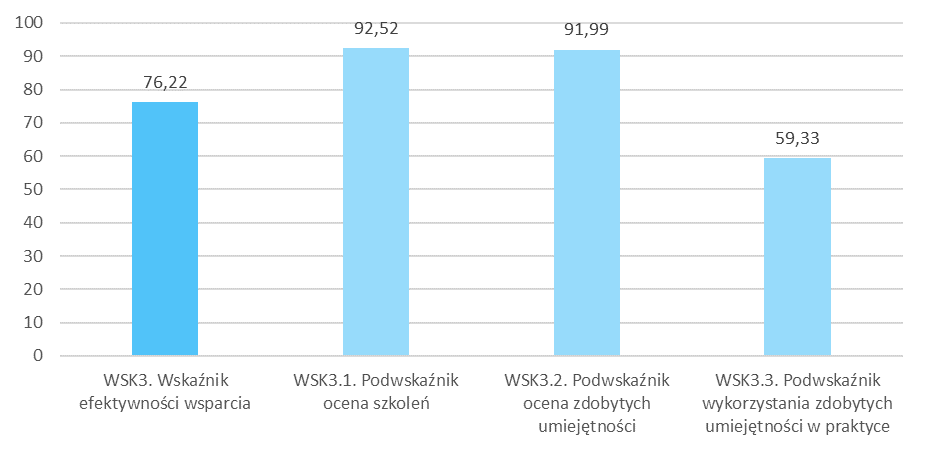 100
90
80
70
60
50
40
30
20
10
0
76,22
92,52
91,99
59,33
WSK3. Wskaźnik
efektywności wsparcia
WSK3.1. Podwskaźnik
ocena szkoleń
WSK3.2. Podwskaźnik
ocena zdobytych
umiejętności
WSK3.3. Podwskaźnik
wykorzystania zdobytych
umiejętności w praktyce